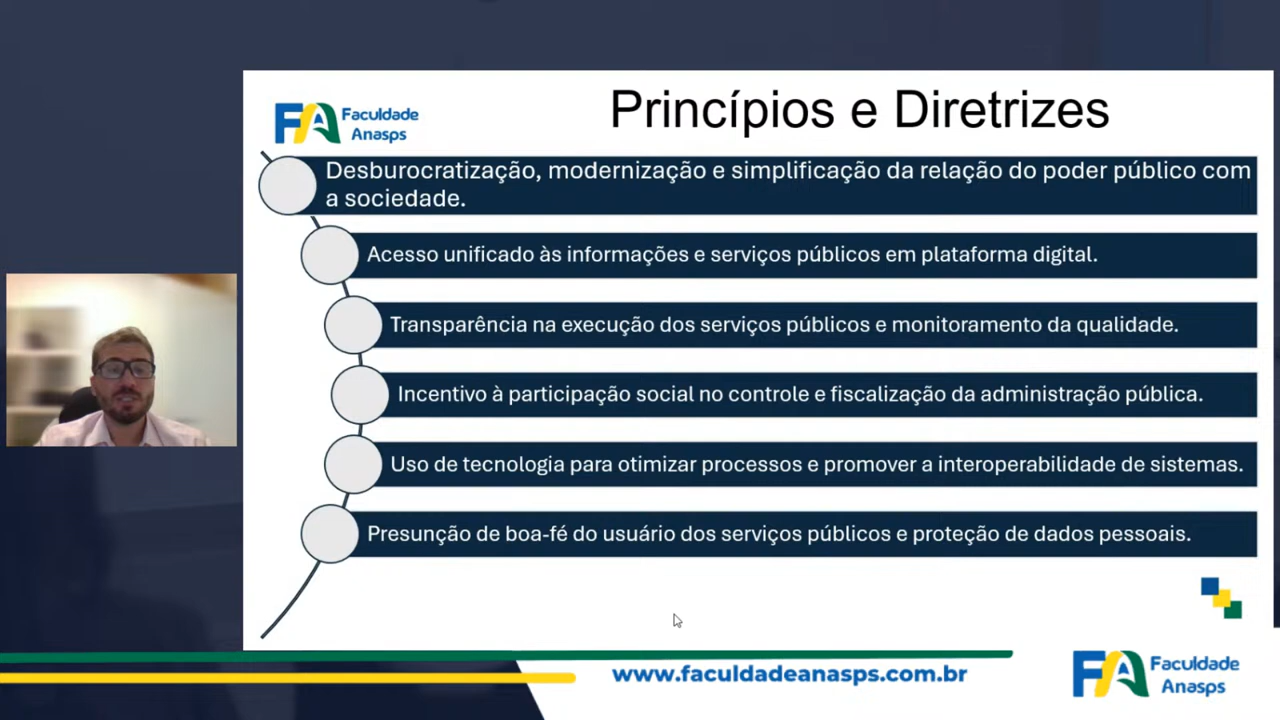 Faculdade
Anasps
Princípios e Diretrizes
Desburocratização, modernização e simplificação da relação do poder público com
a sociedade.
Acesso unificado às informações e serviços públicos em plataforma digital.
Transparência na execução dos serviços públicos e monitoramento da qualidade.
Incentivo à participação social no controle e fiscalização da administração pública.
Uso de tecnologia para otimizar processos e promover a interoperabilidade de sistemas.
Presunção de boa-fé do usuário dos serviços públicos e proteção de dados pessoais.
www.faculdadeanasps.com.br
FA Faculdade
Anasps